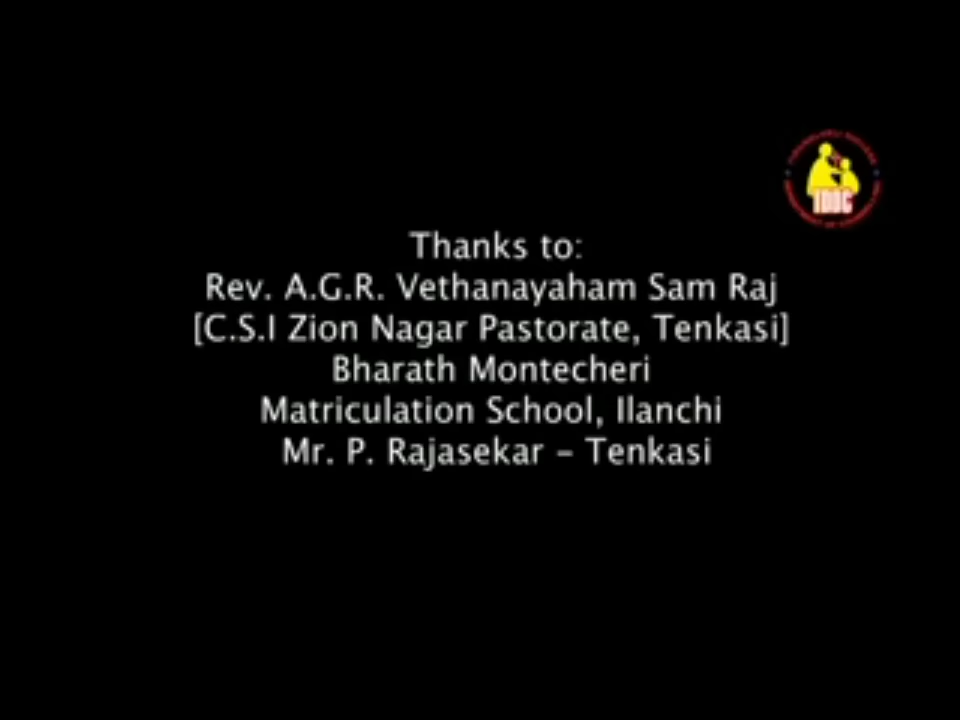 Thanks to:
Rev. A.G.R. Vethanayaham Sam Raj
[C.S.I Zion Nagar Pastorate, Tenkasi]
Bharath Montecheri
Matriculation School, Ilanchi
Mr. P. Rajasekar – Tenkasi